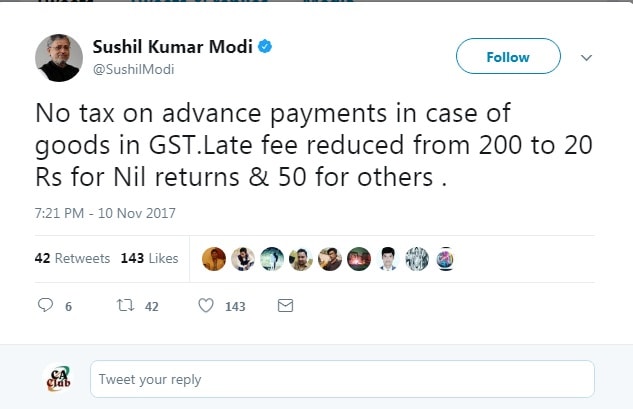 Sushil Kumar Modi
@SushilModi
Follow
No tax on advance payments in case of
goods in GST.Late fee reduced from 200 to 20
Rs for Nil returns & 50 for others .
7:21 PM - 10 Nov 2017
42 Retweets 143 Likes
6 42 143
CA Club
Tweet your reply